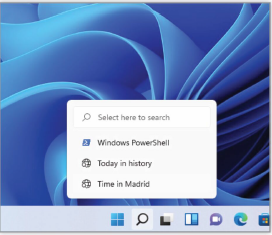 Select here to search
Windows PowerShell
Today in history
Time in Madrid